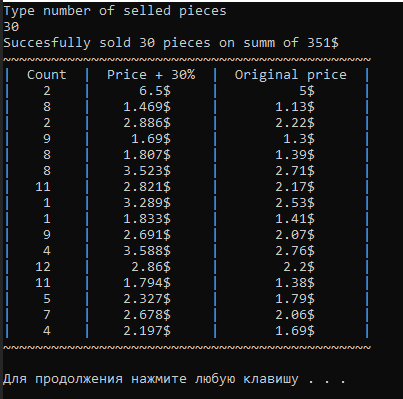 Type number of selled pieces
30
Succesfully sold 30 pieces on summ of 351$
~~~~~~~~~~~~~~~~~~~~~~~~~~~~~~~~~~~~~~~~~~~~~~
| Count | Price + 30% | Original price |
| 2 | 6.5$ | 5$ |
| 8 | 1.469$ | 1.13$ |
| 2 | 2.886$ | 2.22$ |
| 9 | 1.69$ | 1.3$ |
| 8 | 1.807$ | 1.39$ |
| 8 | 3.523$ | 2.71$ |
| 11 | 2.821$ | 2.17$ |
| 1 | 3.289$ | 2.53$ |
| 1 | 1.833$ | 1.41$ |
| 9 | 2.691$ | 2.07$ |
| 4 | 3.588$ | 2.76$ |
| 12 | 2.86$ | 2.2$ |
| 11 | 1.794$ | 1.38$ |
| 5 | 2.327$ | 1.79$ |
| 7 | 2.678$ | 2.06$ |
| 4 | 2.197$ | 1.69$ |
~~~~~~~~~~~~~~~~~~~~~~~~~~~~~~~~~~~~~~~~~~~~~~
Для продолжения нажмите любую клавишу . . .